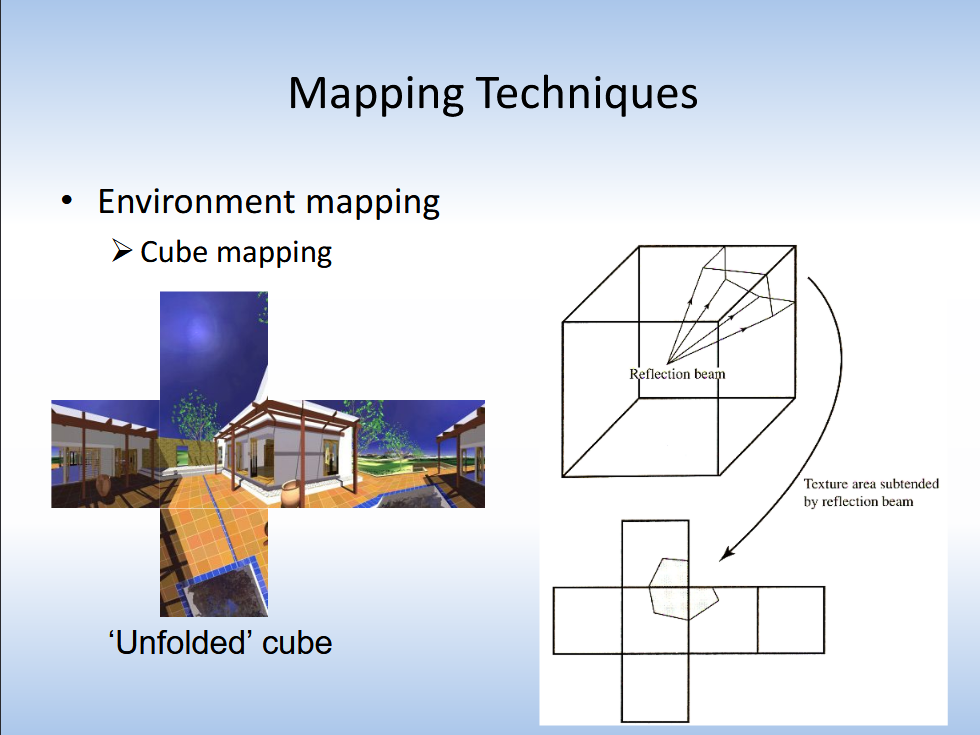 Mapping Techniques
• Environment mapping
➢ Cube mapping
‘Unfolded’ cube
Reflection beam
Texture area subtended
by reflection beam